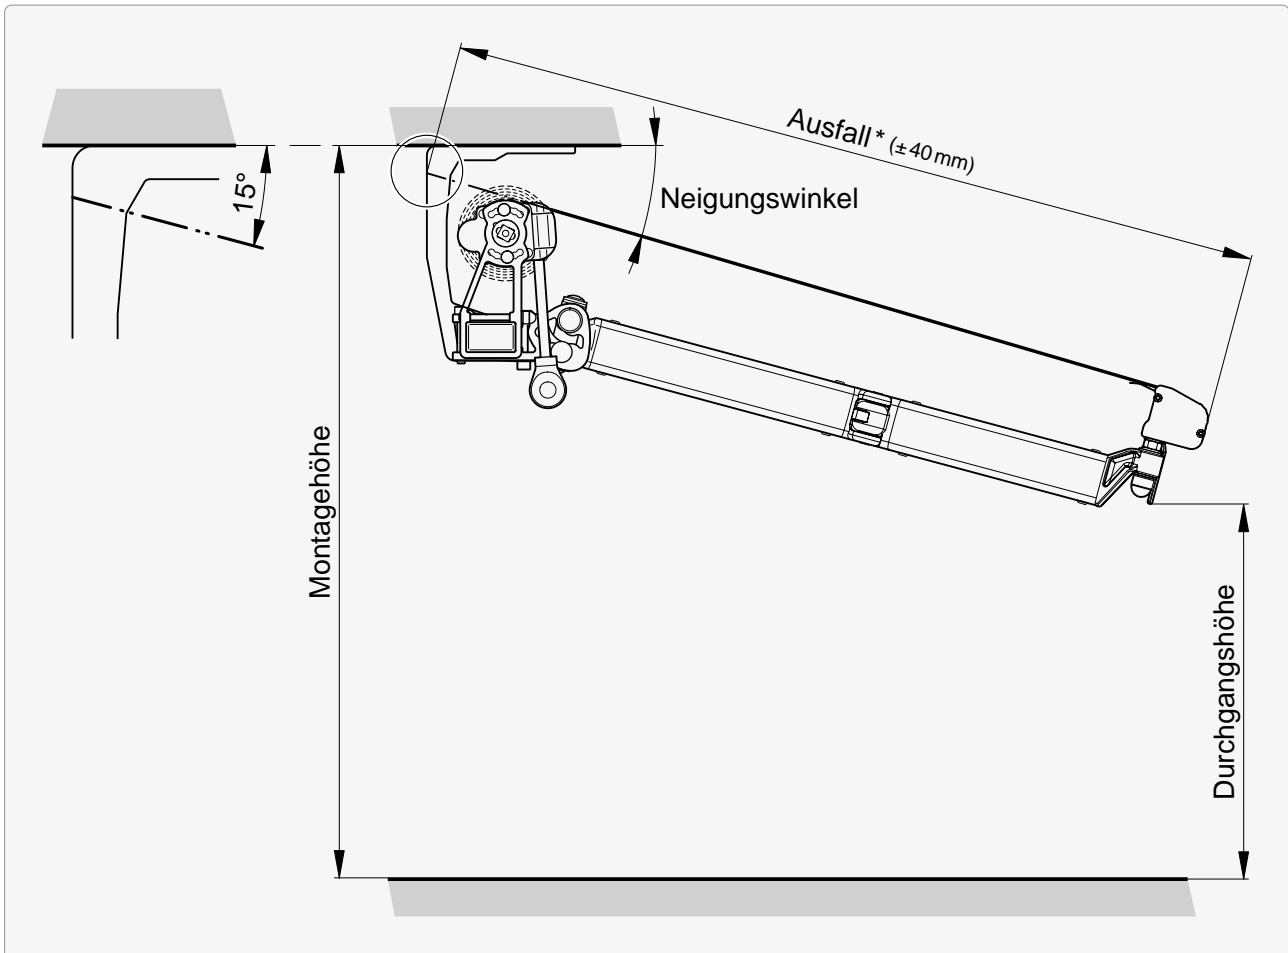 Ausfall * (± 40 mm)
15°
Neigungswinkel
Montagehöhe
Durchgangshöhe